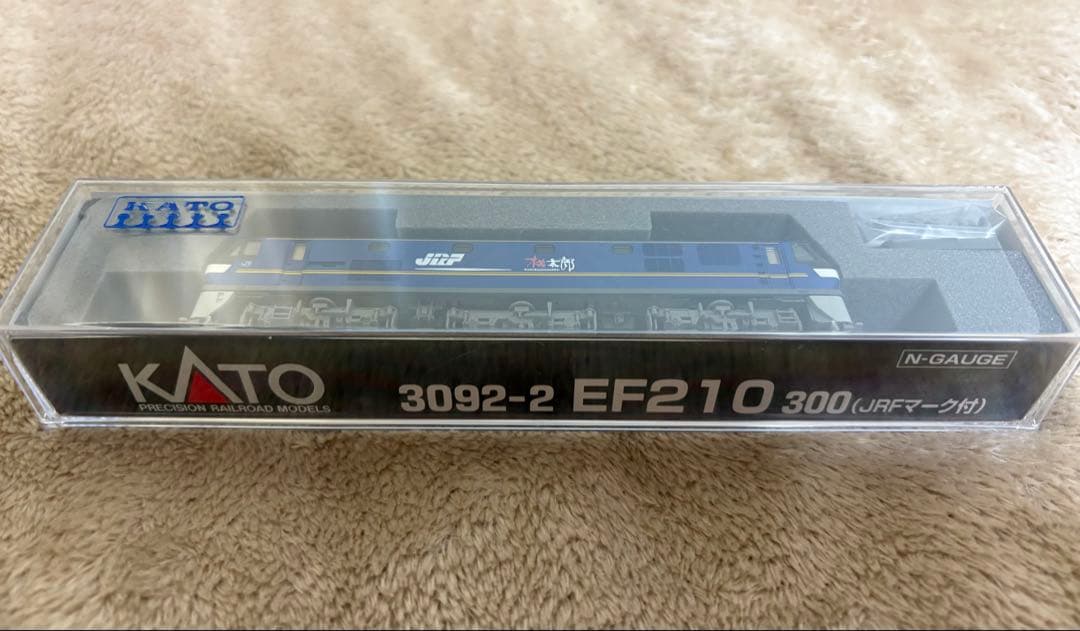 KATO
JRF
桃太郎
KATO
PRECISION RAILROAD MODELS
3092-2 EF210 300(JRFマーク付)
N-GAUGE